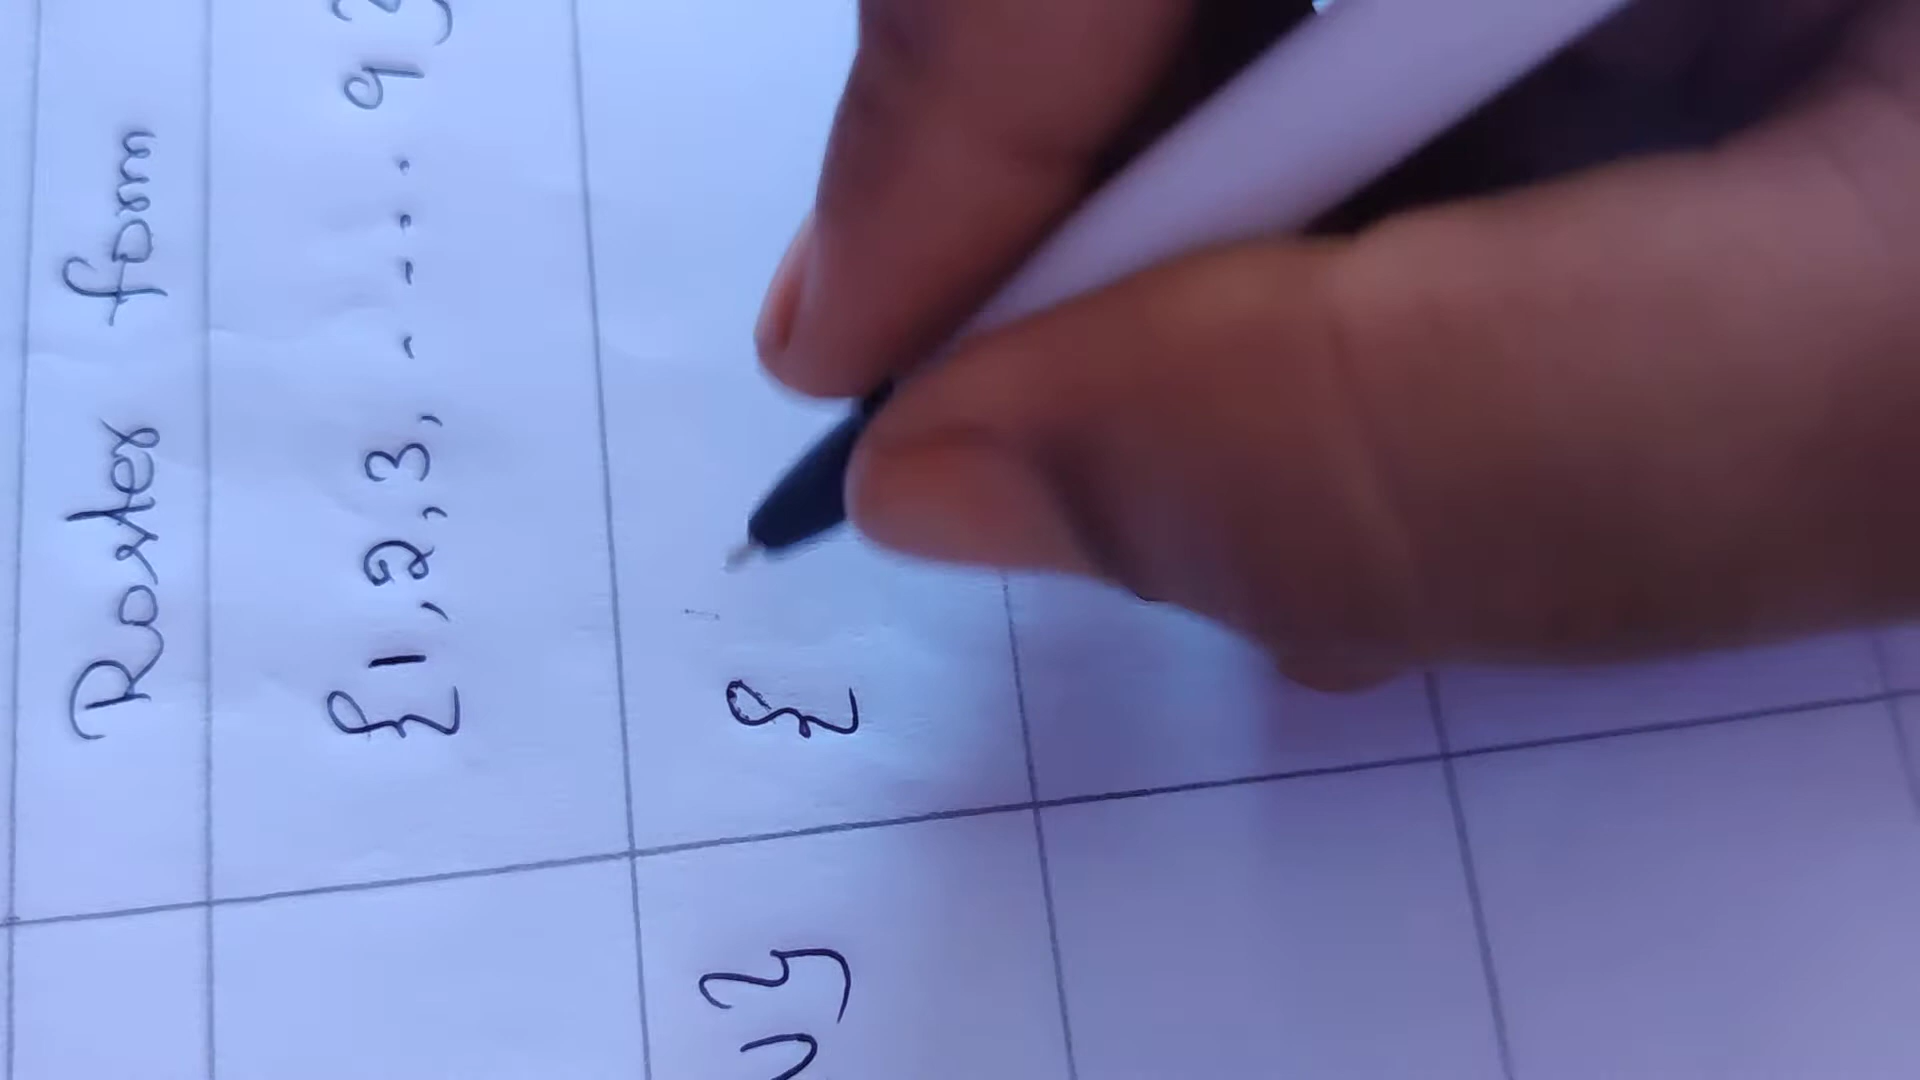 Roster form
{1,2,3,--..9}
{
}